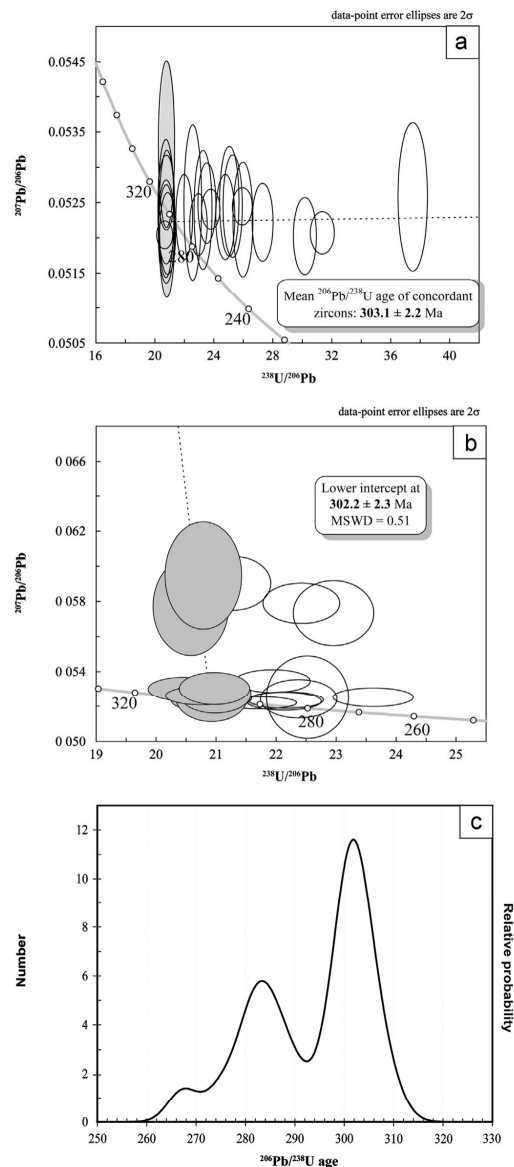 data-point error ellipses are 2σ
a
0.0545
0.0535
0.0525
0.0515
0.0505
²⁰⁷Pb/²⁰⁶Pb
320
280
240
Mean ²⁰⁶Pb/²³⁸U age of concordant
zircons: 303.1 ± 2.2 Ma
16 20 24 28 32 36 40
²³⁸U/²⁰⁶Pb
data-point error ellipses are 2σ
b
0 066
0 062
0 058
0 054
0 050
²⁰⁷Pb/²⁰⁶Pb
Lower intercept at
302.2 ± 2.3 Ma
MSWD = 0.51
320
280
260
19 20 21 22 23 24 25
²³⁸U/²⁰⁶Pb
c
12
10
8
6
4
2
0
Number
Relative probability
250 260 270 280 290 300 310 320 330
²⁰⁶Pb/²³⁸U age